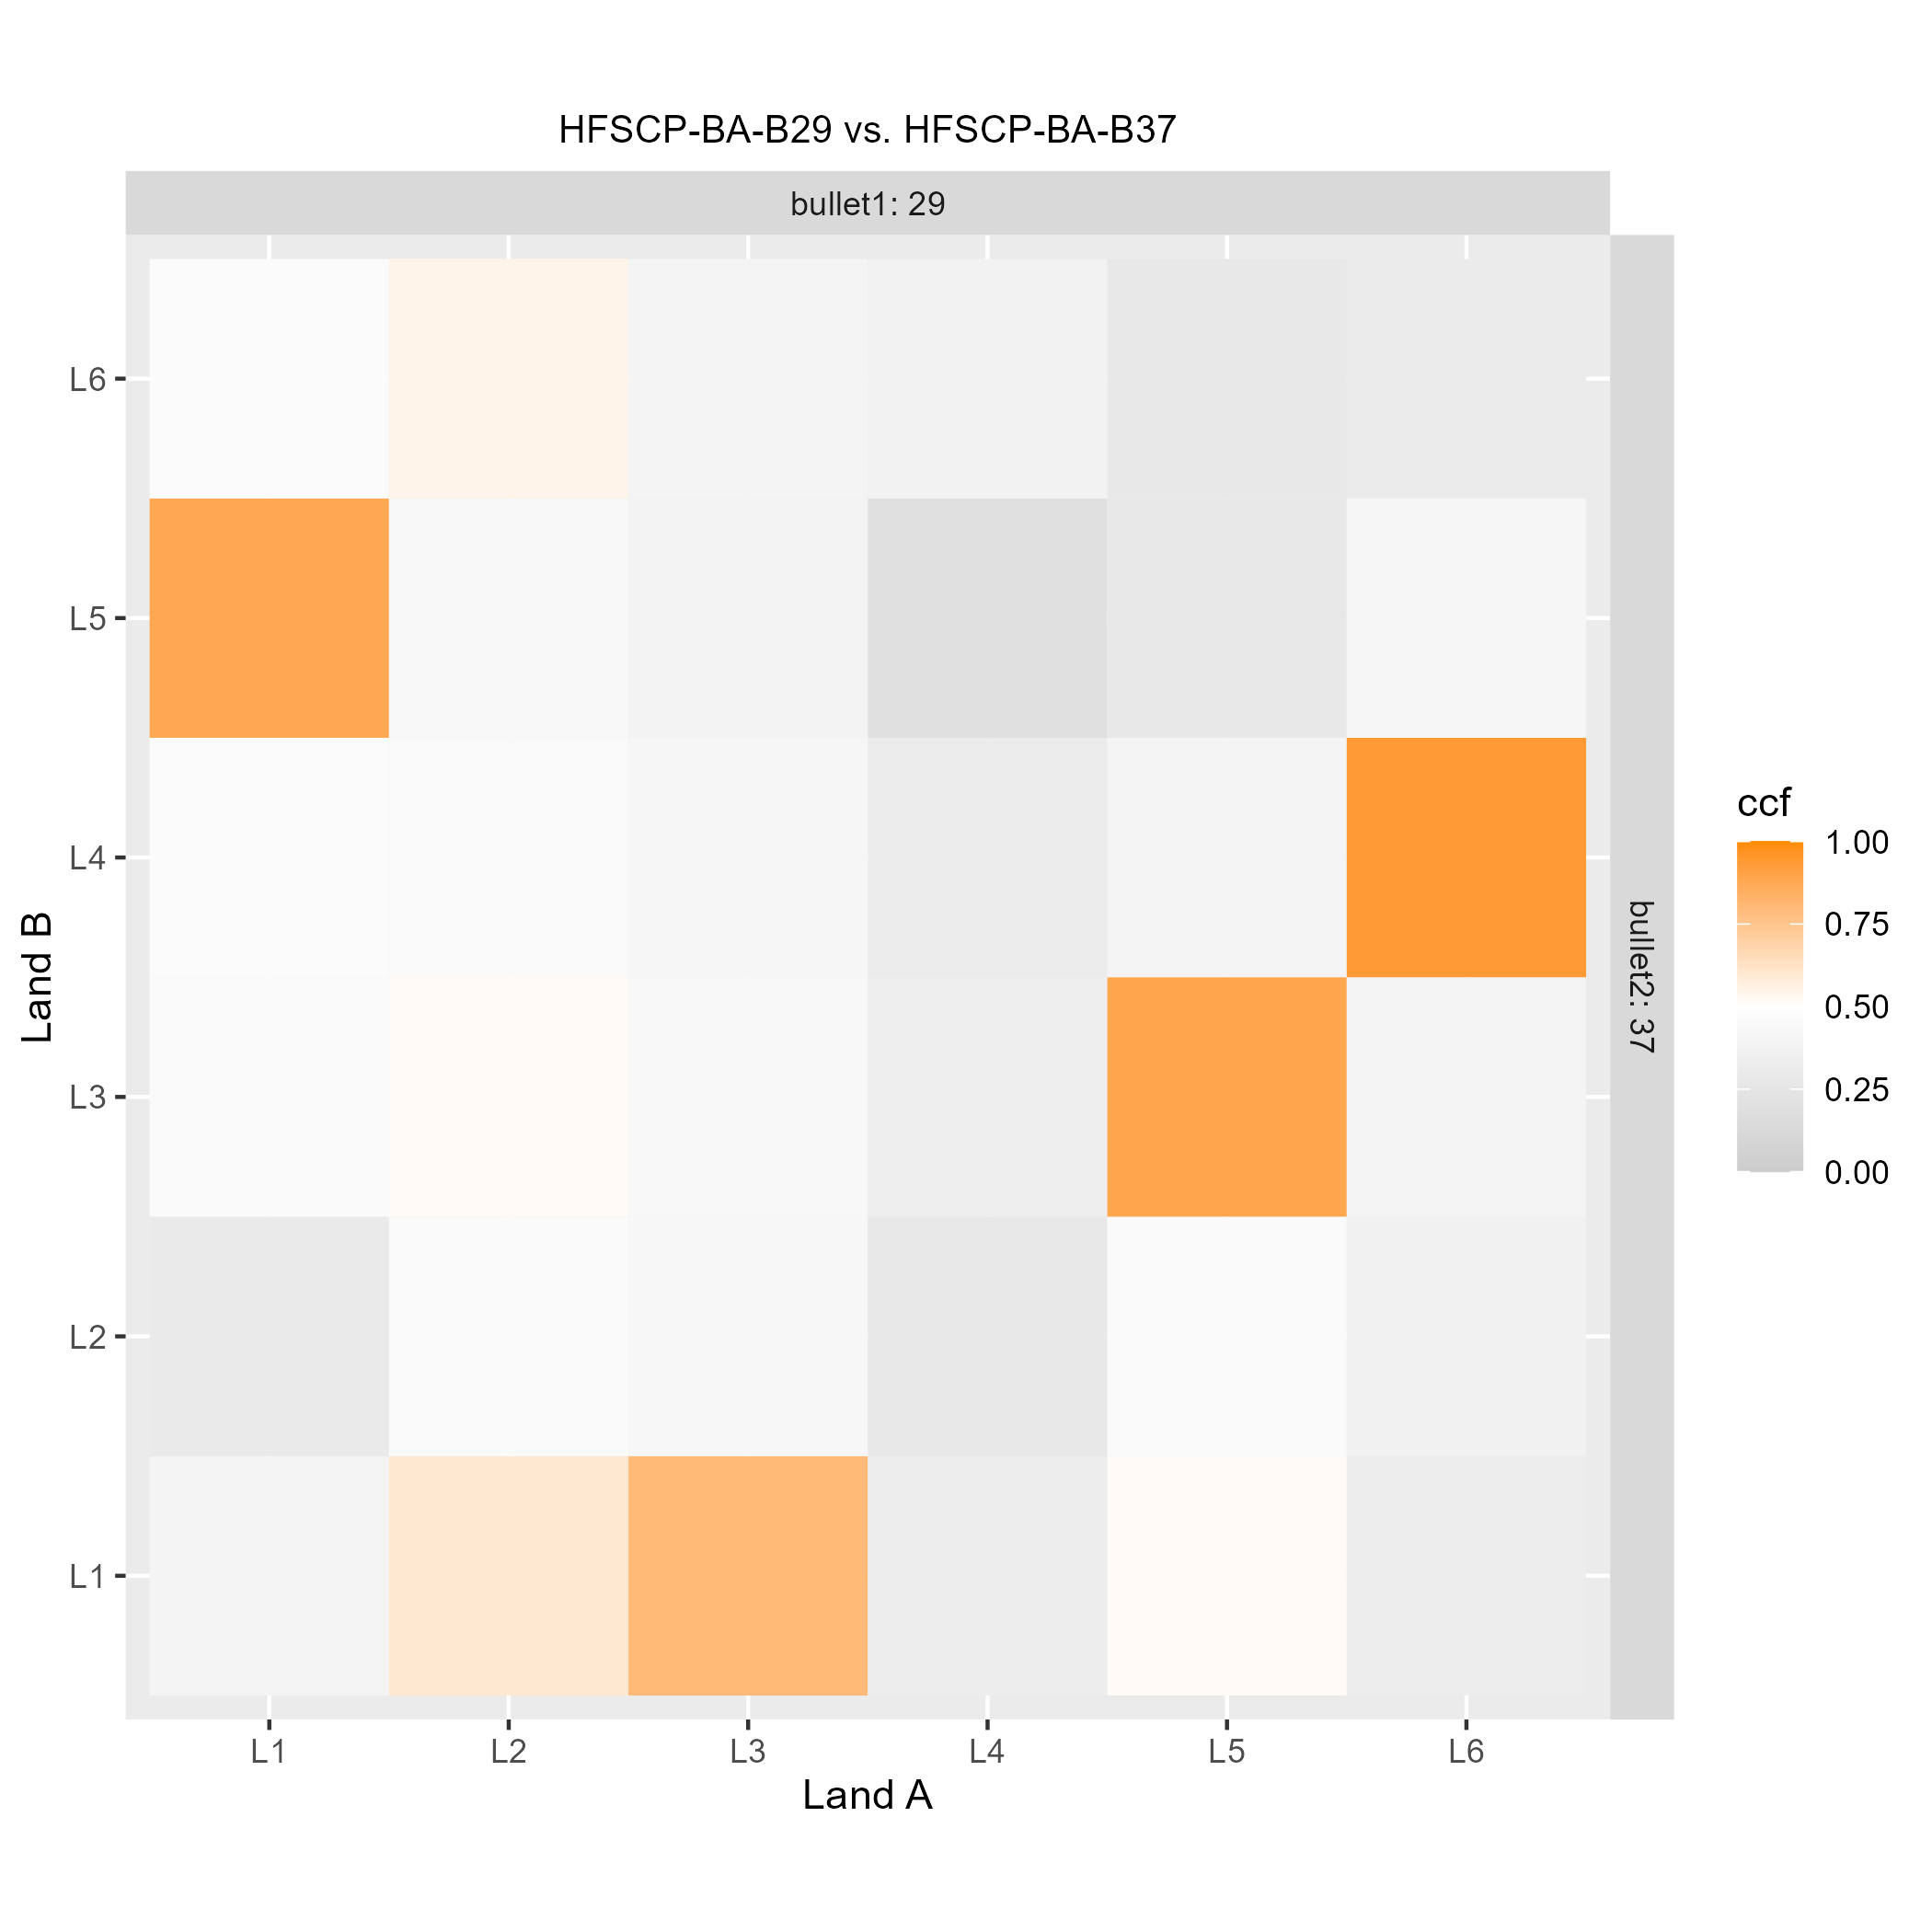 HFSCP-BA-B29 vs. HFSCP-BA-B37
bullet1: 29
L6
L5
L4
L3
L2
L1
Land B
bullet2: 37
ccf
1.00
0.75
0.50
0.25
0.00
L1 L2 L3 L4 L5 L6
Land A